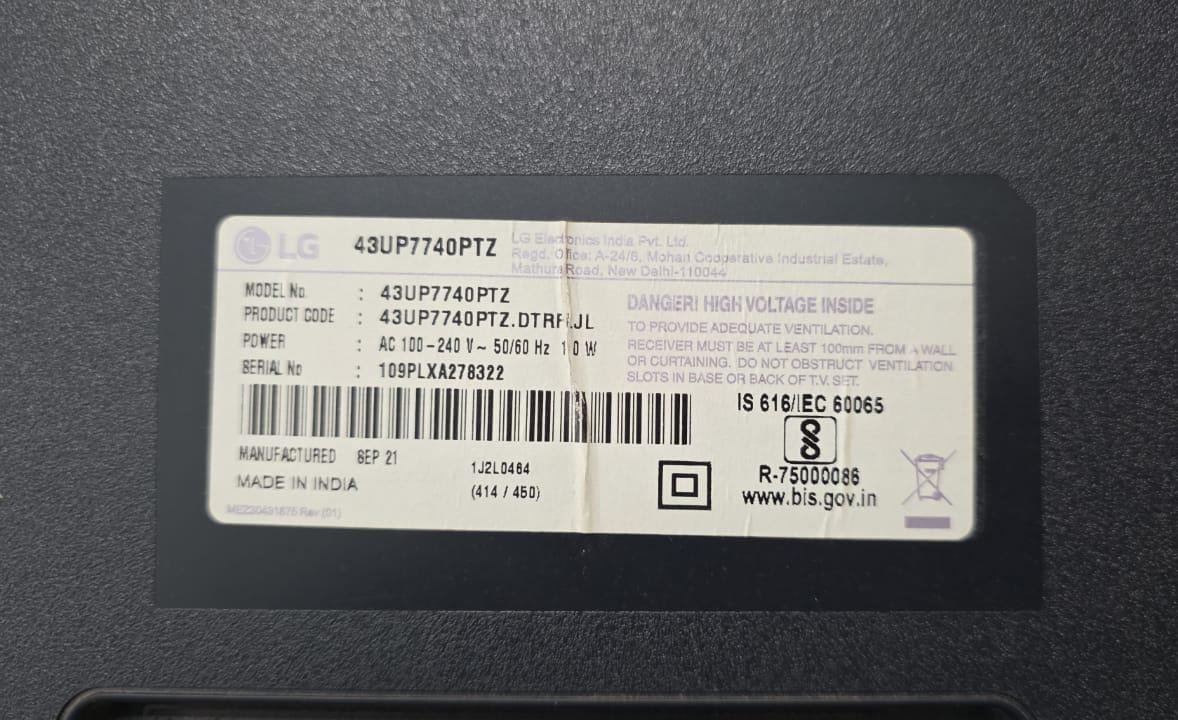 LG 43UP7740PTZ
LG Electronics India Pvt. Ltd.
Regd. Office: A-24/6, Mohan Cooperative Industrial Estate,
Mathura Road, New Delhi-110044
MODEL No : 43UP7740PTZ
PRODUCT CODE :
POWER : AC 100-240 V~ 50/60 Hz
SERIAL No : 109PLXA278322
MANUFACTURED SEP 21
MADE IN INDIA
1J2L0464
(414 / 450)
DANGER! HIGH VOLTAGE INSIDE
TO PROVIDE ADEQUATE VENTILATION.
RECEIVER MUST BE AT LEAST 100mm FROM A WALL
OR CURTAINING. DO NOT OBSTRUCT VENTILATION
SLOTS IN BASE OR BACK OF T.V. SET.
IS 616/IEC 60065
R-75000086
www.bis.gov.in
Rev.(01)